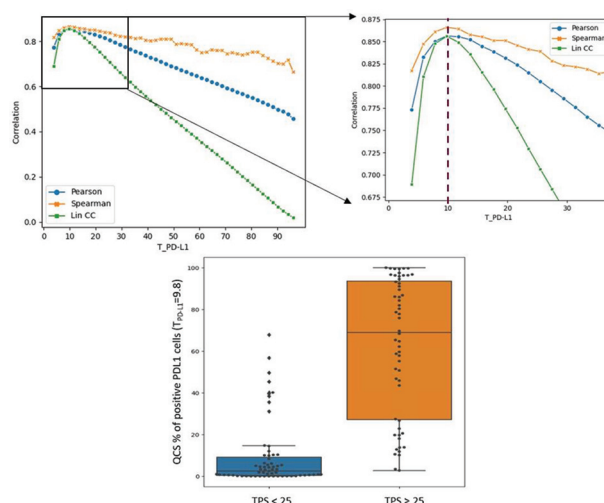 0.8
0.6
0.4
0.2
0.0
Correlation
Pearson
Spearman
Lin CC
0 10 20 30 40 50 60 70 80 90
T_PD-L1
0.875
0.850
0.825
0.800
0.775
0.750
0.725
0.700
0.675
Correlation
Pearson
Spearman
Lin CC
0 10 20 30
T_PD-L1
QCS % of positive PDL1 cells (TPD-L1=9.8)
100
80
60
40
20
0
TPS < 25 TPS ≥ 25